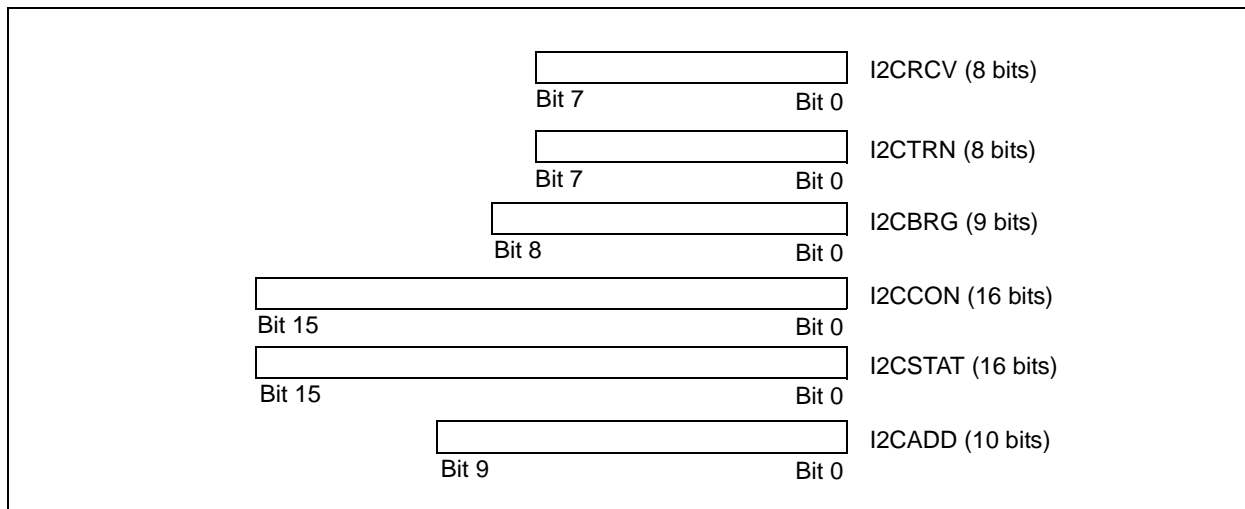 I2CRCV (8 bits)
Bit 7 Bit 0
I2CTRN (8 bits)
Bit 7 Bit 0
I2CBRG (9 bits)
Bit 8 Bit 0
I2CCON (16 bits)
Bit 15 Bit 0
I2CSTAT (16 bits)
Bit 15 Bit 0
I2CADD (10 bits)
Bit 9 Bit 0